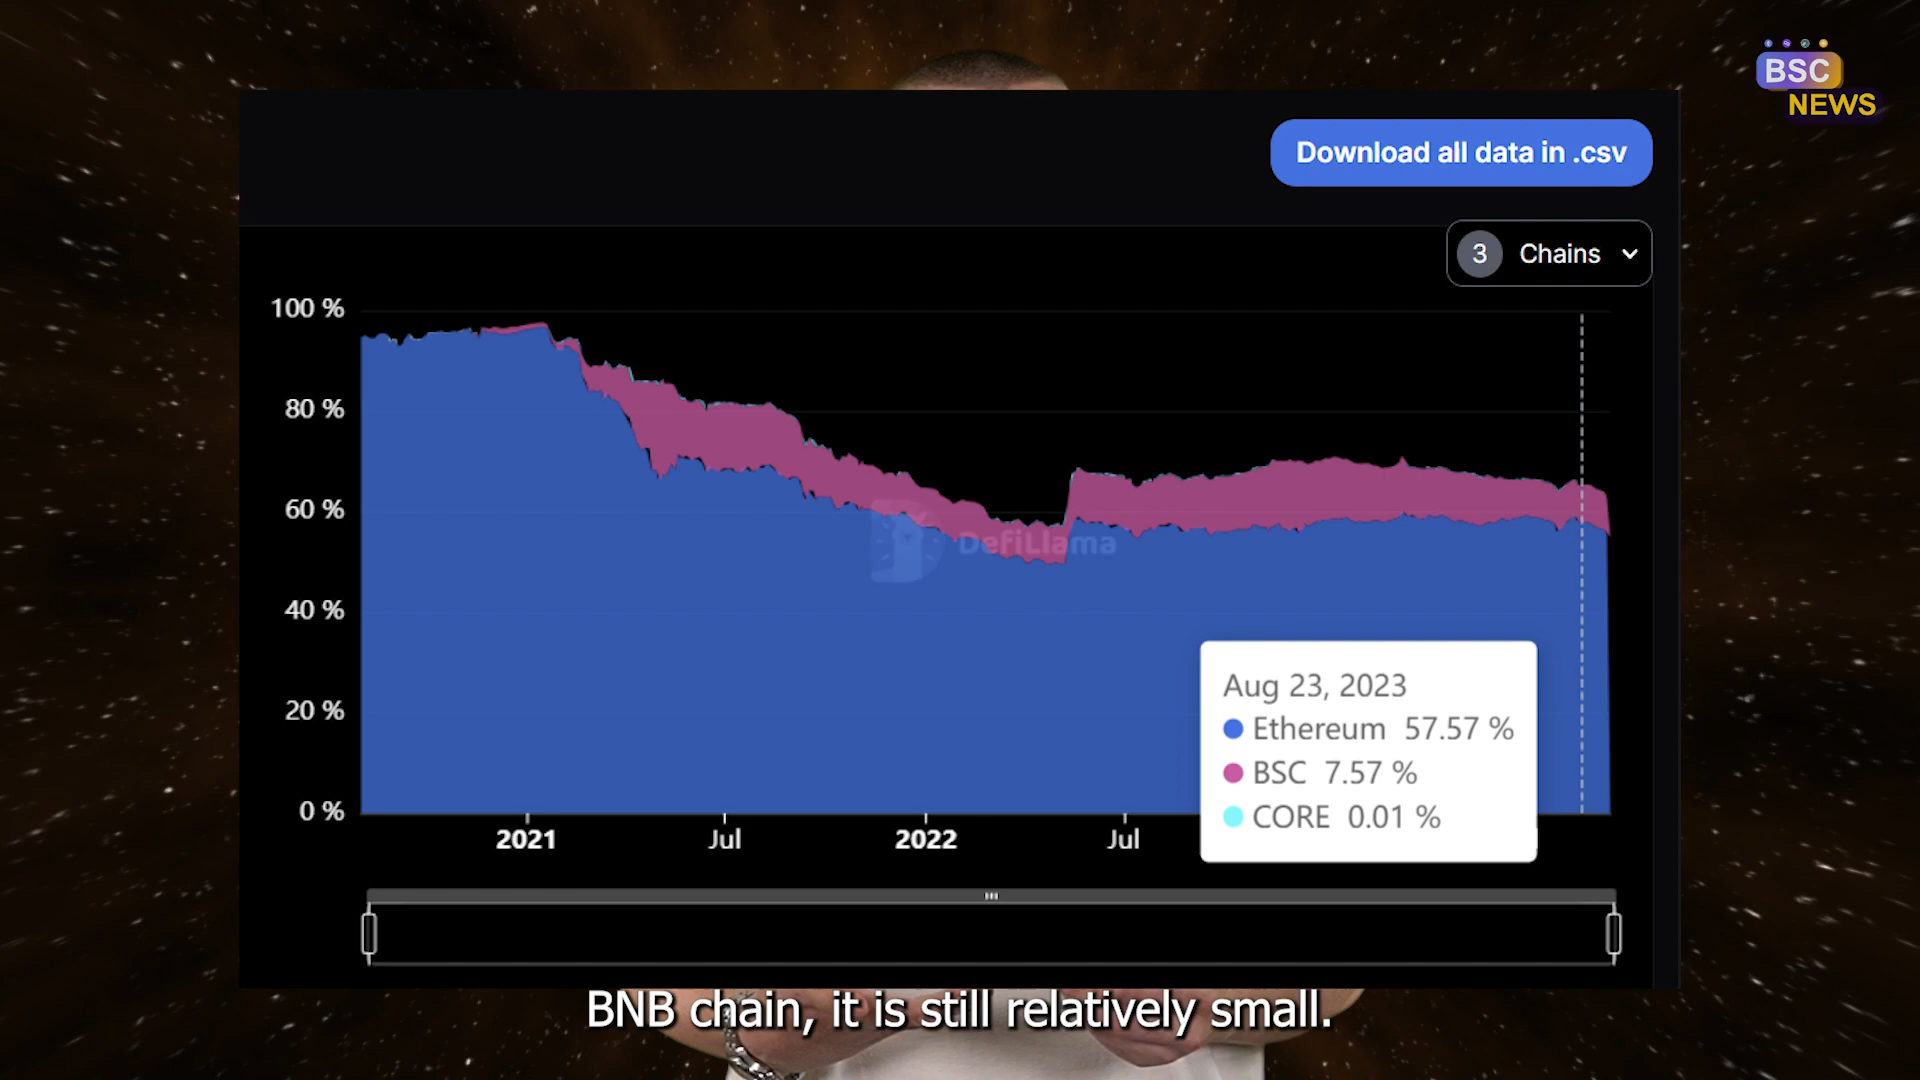 BSC
NEWS
Download all data in .csv
3 Chains
100 %
80 %
60 %
40 %
20 %
0 %
DefiLlama
2021
Jul
2022
Jul
Aug 23, 2023
Ethereum 57.57 %
BSC 7.57 %
CORE 0.01 %
BNB chain, it is still relatively small.